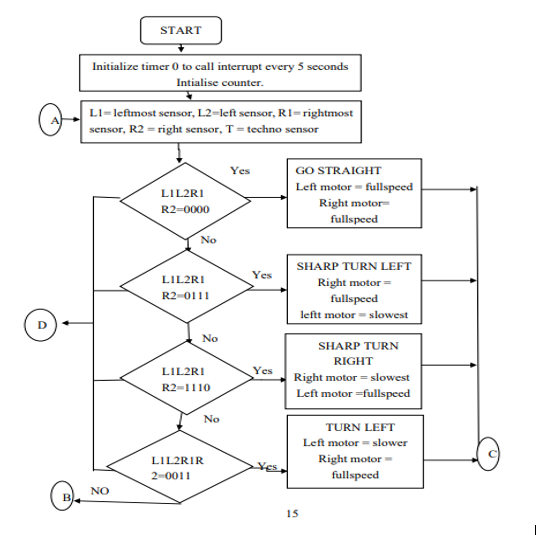 START
Initialize timer 0 to call interrupt every 5 seconds
Intialise counter.
A
L1= leftmost sensor, L2=left sensor, R1= rightmost
sensor, R2 = right sensor, T = techno sensor
L1L2R1
R2=0000
Yes
GO STRAIGHT
Left motor = fullspeed
Right motor=
fullspeed
No
L1L2R1
R2=0111
Yes
SHARP TURN LEFT
Right motor =
fullspeed
leftt motor = slowest
D
No
L1L2R1
R2=1110
Yes
SHARP TURN
RIGHT
Right motor = slowest
Left motor =fullspeed
No
L1L2R1R
2=0011
Yes
TURN LEFT
Left motor = slower
Right motor =
fullspeed
C
B
NO
15